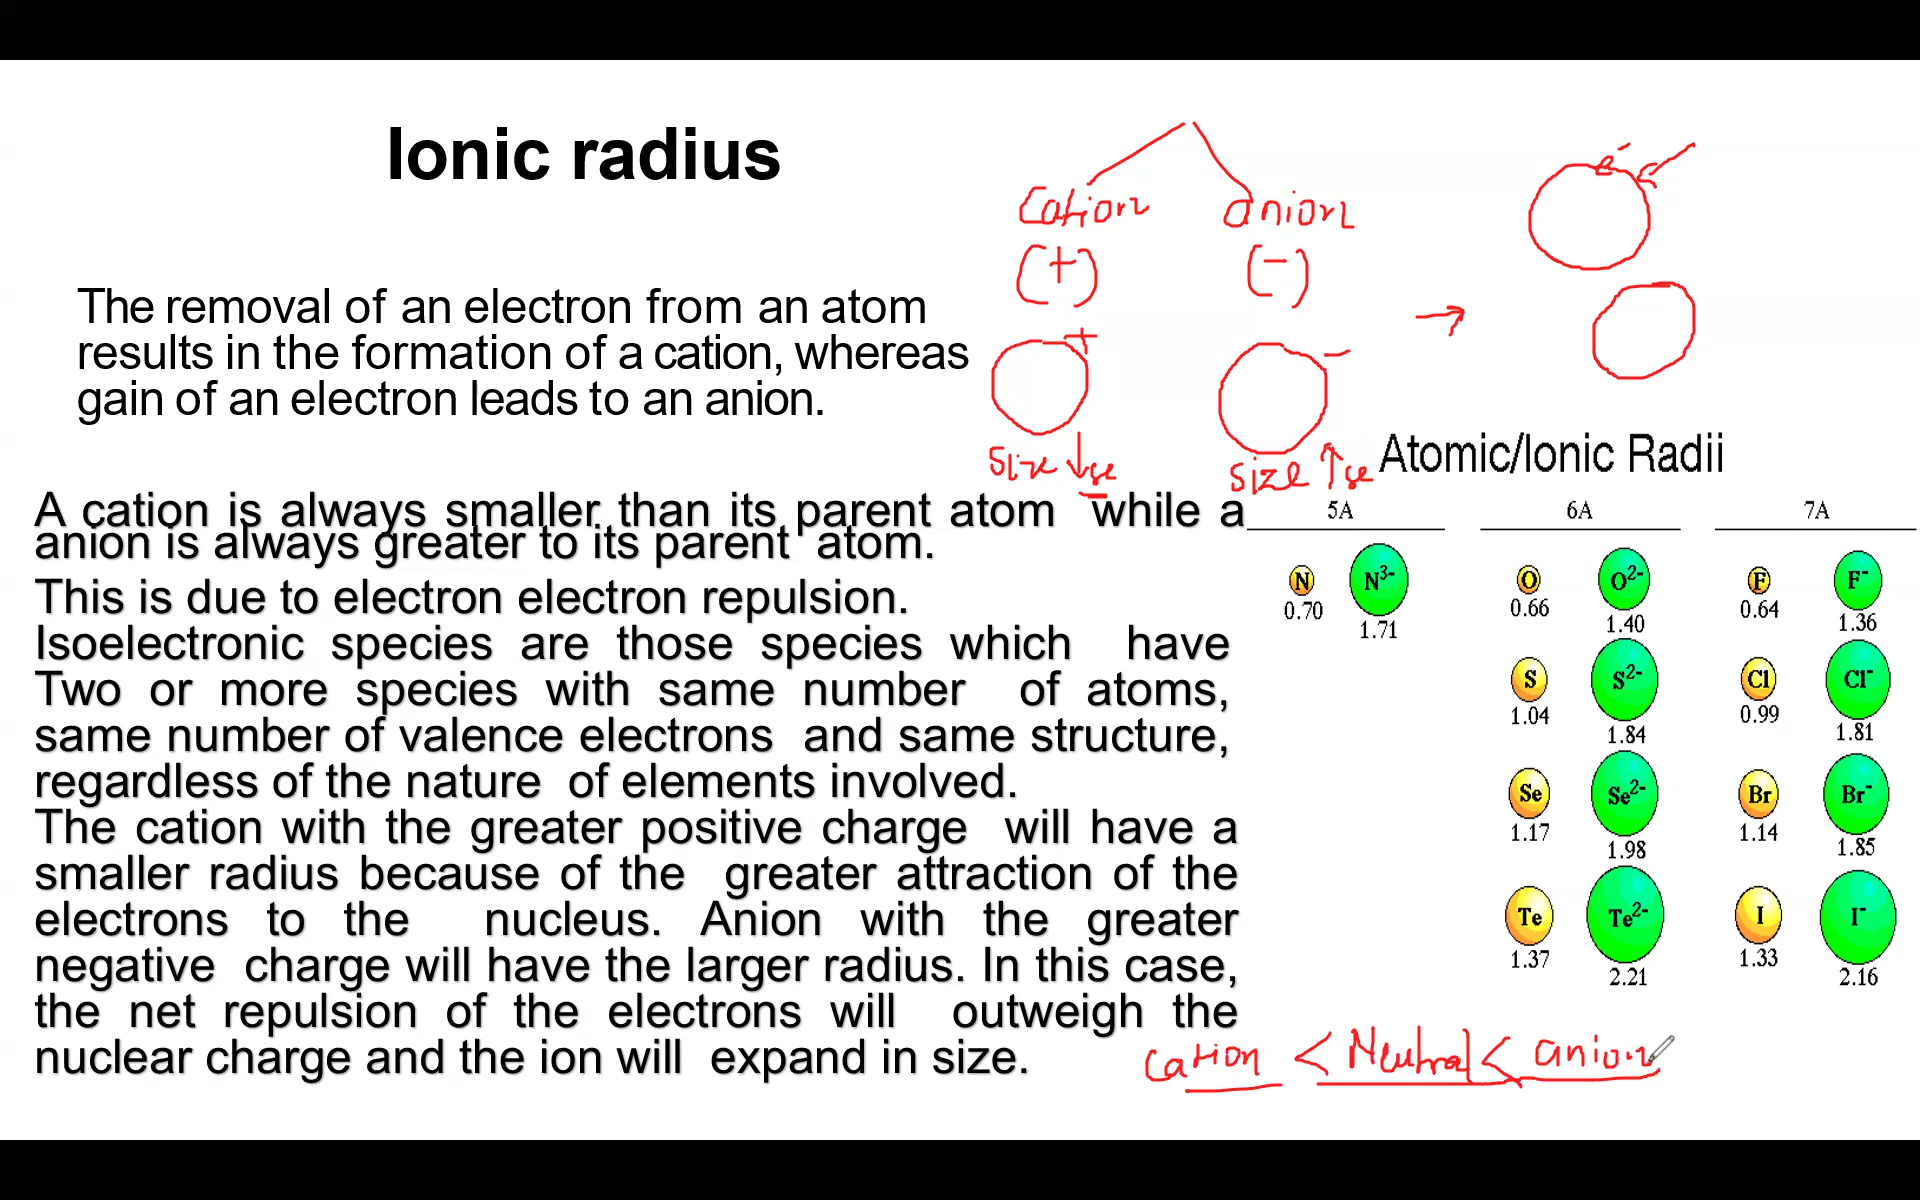 Ionic radius
Cation
anion
(+)
(-)
+
-
size ↓se
size ↑se
e-
The removal of an electron from an atom
results in the formation of a cation, whereas
gain of an electron leads to an anion.
A cation is always smaller than its parent atom while a
anion is always greater to its parent atom.
This is due to electron electron repulsion.
Isoelectronic species are those species which have
Two or more species with same number of atoms,
same number of valence electrons and same structure,
regardless of the nature of elements involved.
The cation with the greater positive charge will have a
smaller radius because of the greater attraction of the
electrons to the nucleus. Anion with the greater
negative charge will have the larger radius. In this case,
the net repulsion of the electrons will outweigh the
nuclear charge and the ion will expand in size.
Atomic/Ionic Radii
5A 6A 7A
N N3- O O2- F F-
0.70 1.71 0.66 1.40 0.64 1.36
S S2- Cl Cl-
1.04 1.84 0.99 1.81
Se Se2- Br Br-
1.17 1.98 1.14 1.85
Te Te2- I I-
1.37 2.21 1.33 2.16
cation < Neutral < anion